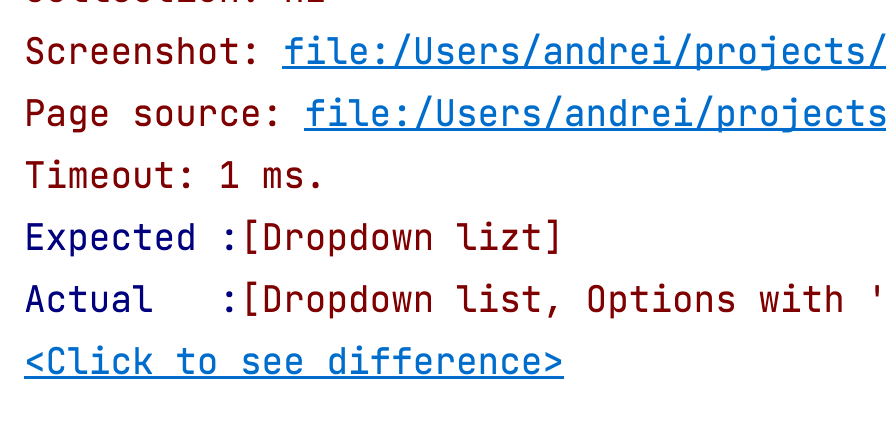 Screenshot: file:/Users/andrei/projects/
Page source: file:/Users/andrei/projects
Timeout: 1 ms.
Expected :[Dropdown lizt]
Actual   :[Dropdown list, Options with '
<Click to see difference>